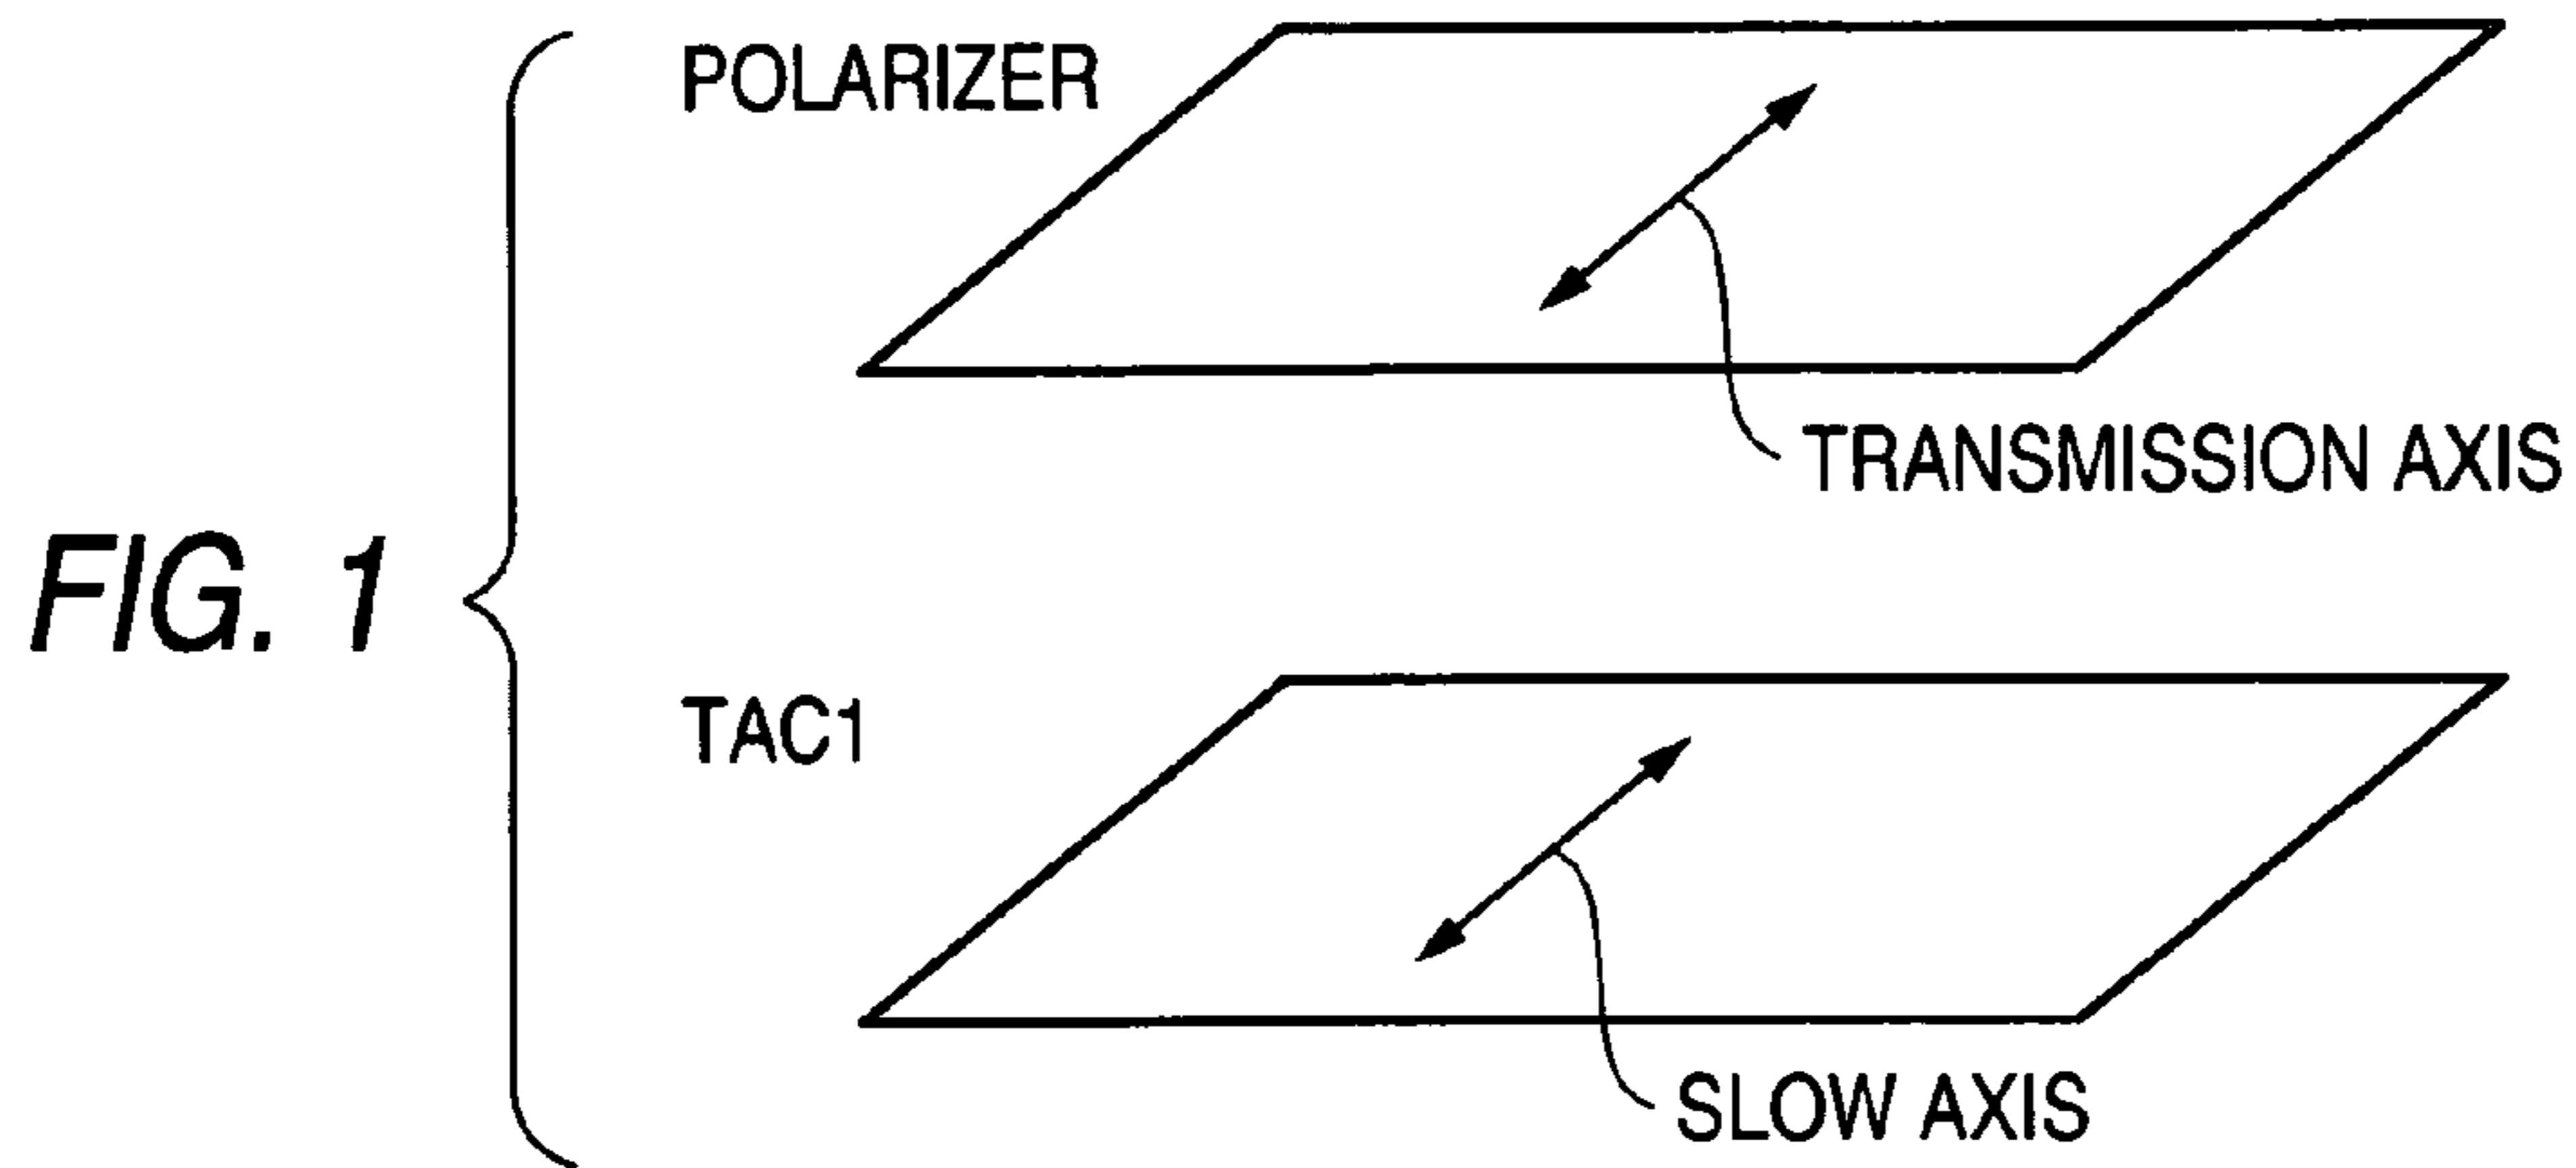 POLARIZER
TRANSMISSION AXIS
FIG. 1
TAC1
SLOW AXIS